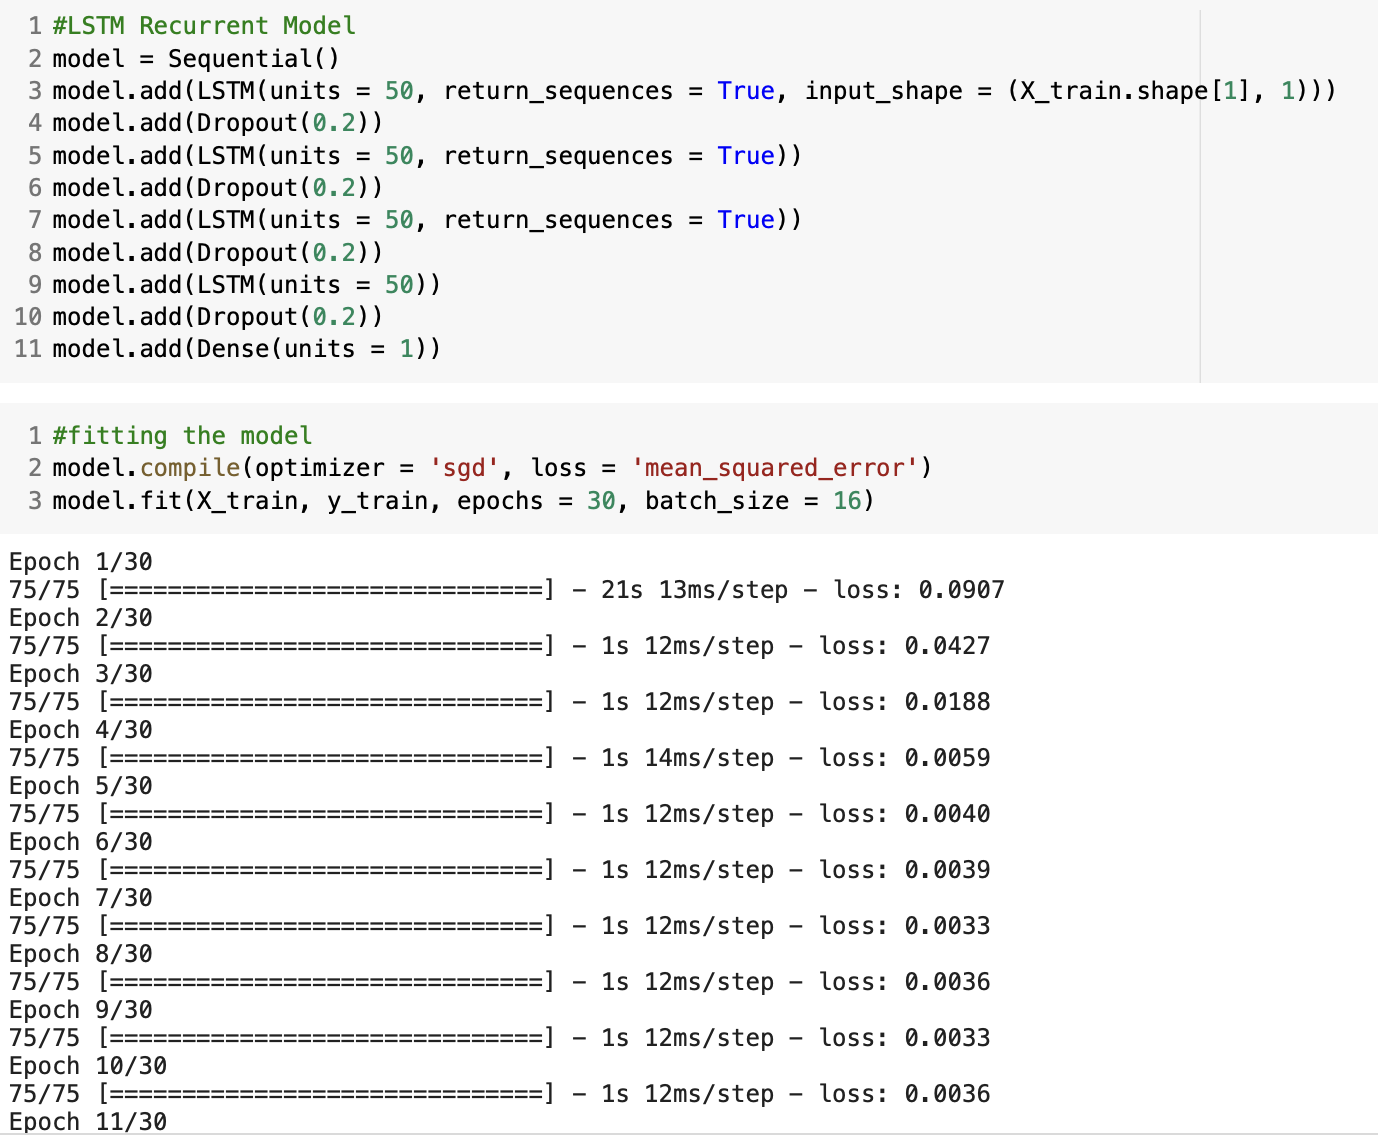 1 #LSTM Recurrent Model
2 model = Sequential()
3 model.add(LSTM(units = 50, return_sequences = True, input_shape = (X_train.shape[1], 1)))
4 model.add(Dropout(0.2))
5 model.add(LSTM(units = 50, return_sequences = True))
6 model.add(Dropout(0.2))
7 model.add(LSTM(units = 50, return_sequences = True))
8 model.add(Dropout(0.2))
9 model.add(LSTM(units = 50))
10 model.add(Dropout(0.2))
11 model.add(Dense(units = 1))
1 #fitting the model
2 model.compile(optimizer = 'sgd', loss = 'mean_squared_error')
3 model.fit(X_train, y_train, epochs = 30, batch_size = 16)
Epoch 1/30
75/75 [==============================] - 21s 13ms/step - loss: 0.0907
Epoch 2/30
75/75 [==============================] - 1s 12ms/step - loss: 0.0427
Epoch 3/30
75/75 [==============================] - 1s 12ms/step - loss: 0.0188
Epoch 4/30
75/75 [==============================] - 1s 14ms/step - loss: 0.0059
Epoch 5/30
75/75 [==============================] - 1s 12ms/step - loss: 0.0040
Epoch 6/30
75/75 [==============================] - 1s 12ms/step - loss: 0.0039
Epoch 7/30
75/75 [==============================] - 1s 12ms/step - loss: 0.0033
Epoch 8/30
75/75 [==============================] - 1s 12ms/step - loss: 0.0036
Epoch 9/30
75/75 [==============================] - 1s 12ms/step - loss: 0.0033
Epoch 10/30
75/75 [==============================] - 1s 12ms/step - loss: 0.0036
Epoch 11/30